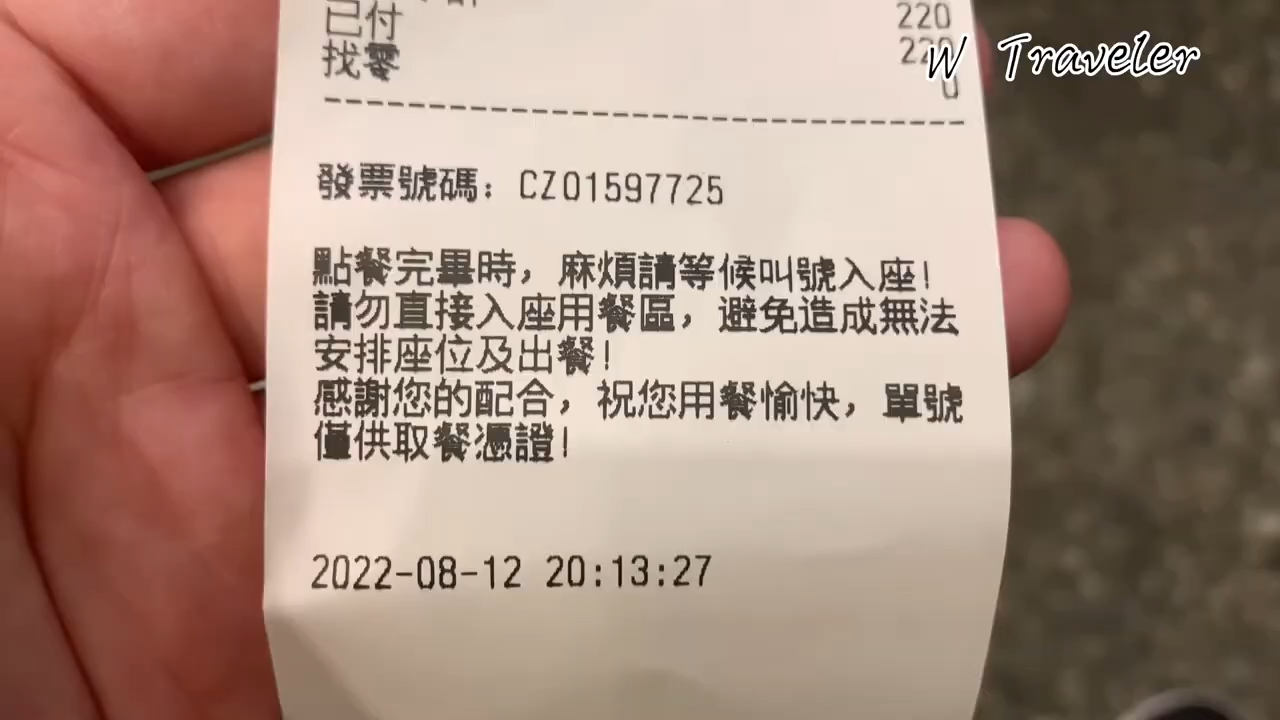 220
已付 220
W Traveler
找零 0
發票號碼：CZ01597725
點餐完畢時，麻煩請等候叫號入座！
請勿直接入座用餐區，避免造成無法
安排座位及出餐！
感謝您的配合，祝您用餐愉快，單號
僅供取餐憑證！
2022-08-12 20:13:27